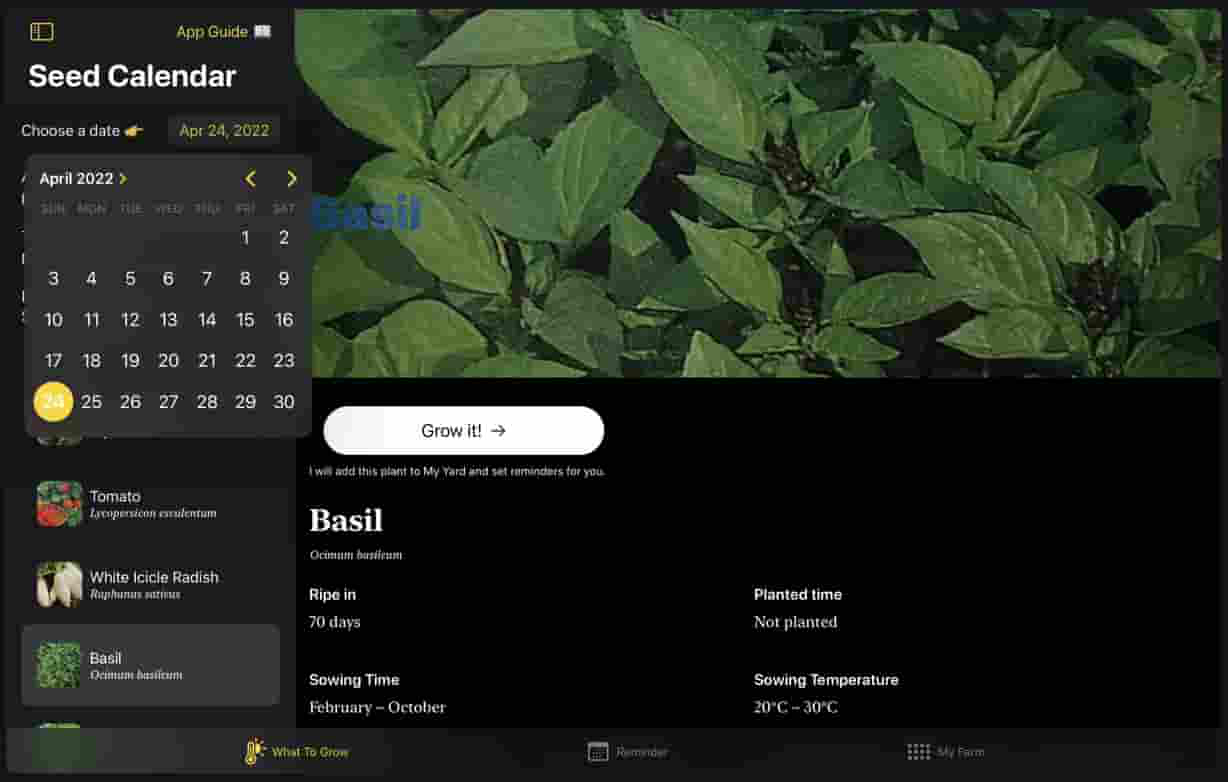 App Guide
Seed Calendar
Choose a date 👉 Apr 24, 2022
April 2022
SUN MON TUE WED THU FRI SAT
1 2
3 4 5 6 7 8 9
10 11 12 13 14 15 16
17 18 19 20 21 22 23
24 25 26 27 28 29 30
Tomato
Lycopersicon esculentum
White Icicle Radish
Raphanus sativus
Basil
Ocimum basilcum
Basil
Grow it! →
I will add this plant to My Yard and set reminders for you.
Basil
Ocimum basilcum
Ripe in
70 days
Planted time
Not planted
Sowing Time
February – October
Sowing Temperature
20°C – 30°C
What To Grow
Reminder
My Farm